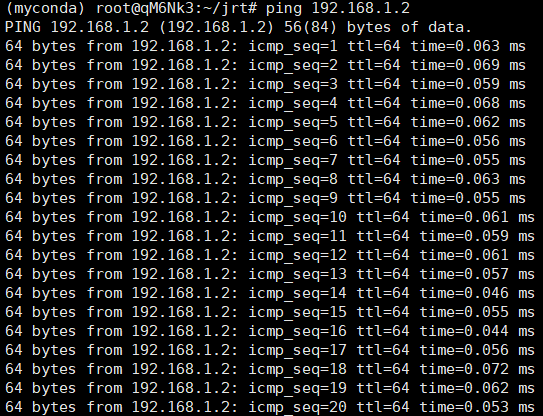 (myconda) root@qM6Nk3:~/jrt# ping 192.168.1.2
PING 192.168.1.2 (192.168.1.2) 56(84) bytes of data.
64 bytes from 192.168.1.2: icmp_seq=1 ttl=64 time=0.063 ms
64 bytes from 192.168.1.2: icmp_seq=2 ttl=64 time=0.069 ms
64 bytes from 192.168.1.2: icmp_seq=3 ttl=64 time=0.059 ms
64 bytes from 192.168.1.2: icmp_seq=4 ttl=64 time=0.068 ms
64 bytes from 192.168.1.2: icmp_seq=5 ttl=64 time=0.062 ms
64 bytes from 192.168.1.2: icmp_seq=6 ttl=64 time=0.056 ms
64 bytes from 192.168.1.2: icmp_seq=7 ttl=64 time=0.055 ms
64 bytes from 192.168.1.2: icmp_seq=8 ttl=64 time=0.063 ms
64 bytes from 192.168.1.2: icmp_seq=9 ttl=64 time=0.055 ms
64 bytes from 192.168.1.2: icmp_seq=10 ttl=64 time=0.061 ms
64 bytes from 192.168.1.2: icmp_seq=11 ttl=64 time=0.059 ms
64 bytes from 192.168.1.2: icmp_seq=12 ttl=64 time=0.061 ms
64 bytes from 192.168.1.2: icmp_seq=13 ttl=64 time=0.057 ms
64 bytes from 192.168.1.2: icmp_seq=14 ttl=64 time=0.046 ms
64 bytes from 192.168.1.2: icmp_seq=15 ttl=64 time=0.055 ms
64 bytes from 192.168.1.2: icmp_seq=16 ttl=64 time=0.044 ms
64 bytes from 192.168.1.2: icmp_seq=17 ttl=64 time=0.056 ms
64 bytes from 192.168.1.2: icmp_seq=18 ttl=64 time=0.072 ms
64 bytes from 192.168.1.2: icmp_seq=19 ttl=64 time=0.062 ms
64 bytes from 192.168.1.2: icmp_seq=20 ttl=64 time=0.053 ms